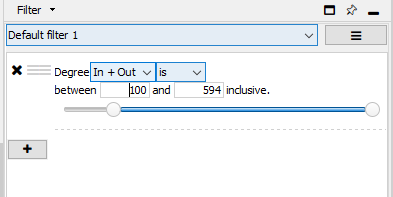 Filter
Default filter 1
Degree In + Out is
between 100 and 594 inclusive.